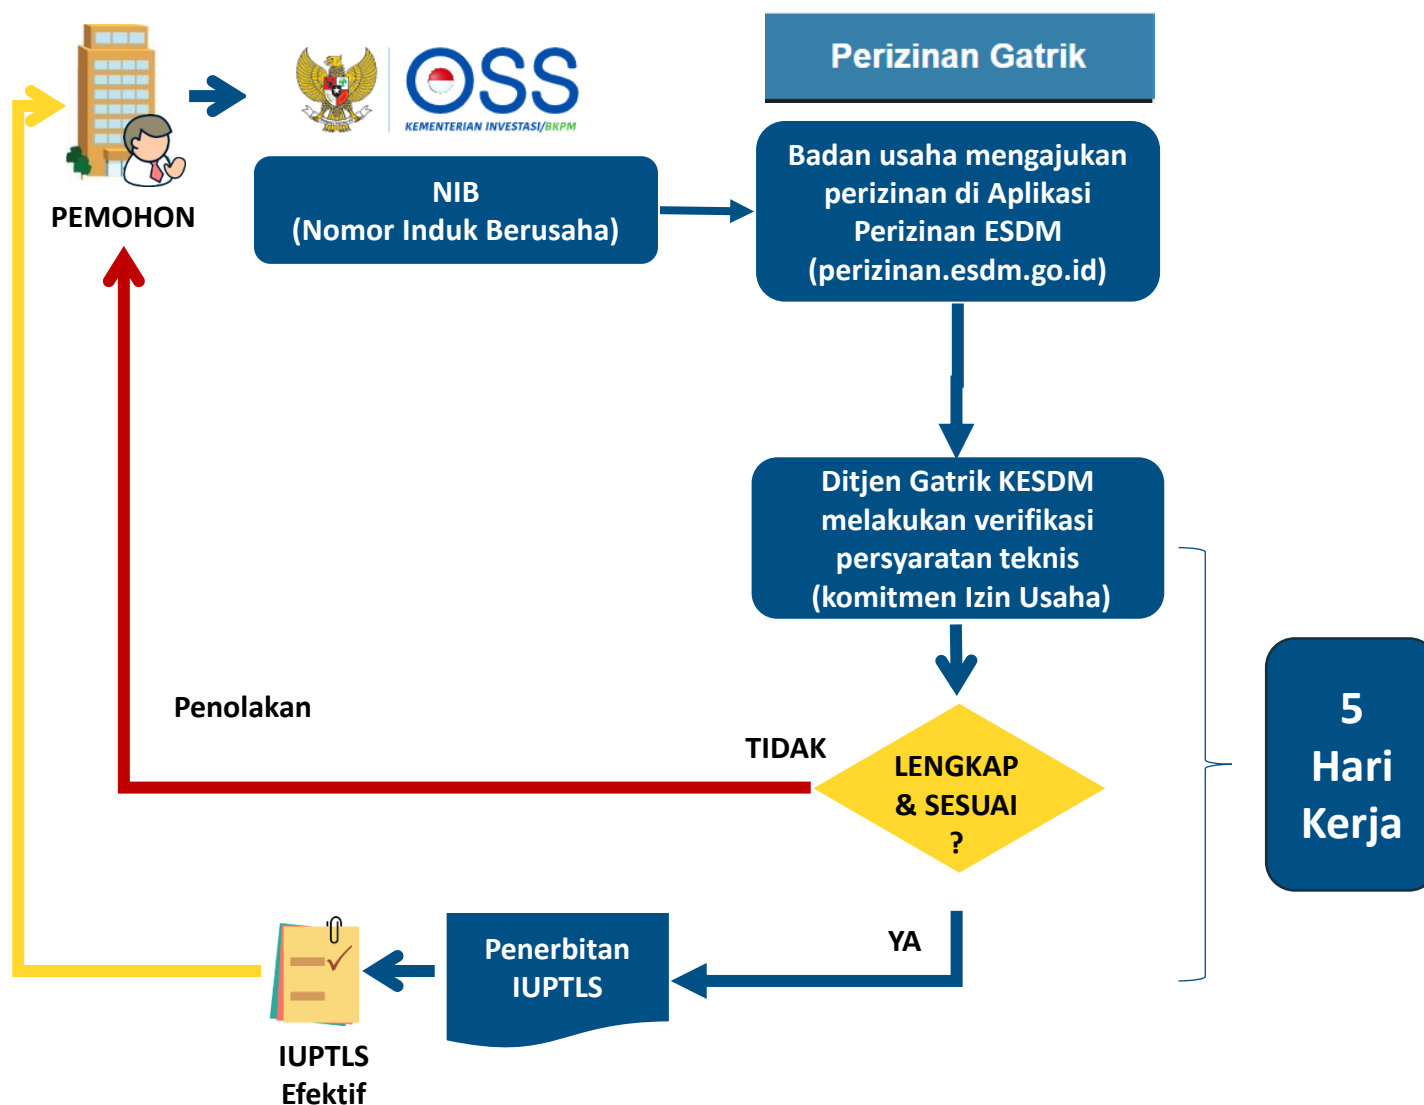 OSS
KEMENTERIAN INVESTASI/BKPM
Perizinan Gatrik
PEMOHON
NIB
(Nomor Induk Berusaha)
Badan usaha mengajukan
perizinan di Aplikasi
Perizinan ESDM
(perizinan.esdm.go.id)
Ditjen Gatrik KESDM
melakukan verifikasi
persyaratan teknis
(komitmen Izin Usaha)
5
Hari
Kerja
Penolakan
TIDAK
LENGKAP
& SESUAI
?
YA
Penerbitan
IUPTLS
IUPTLS
Efektif